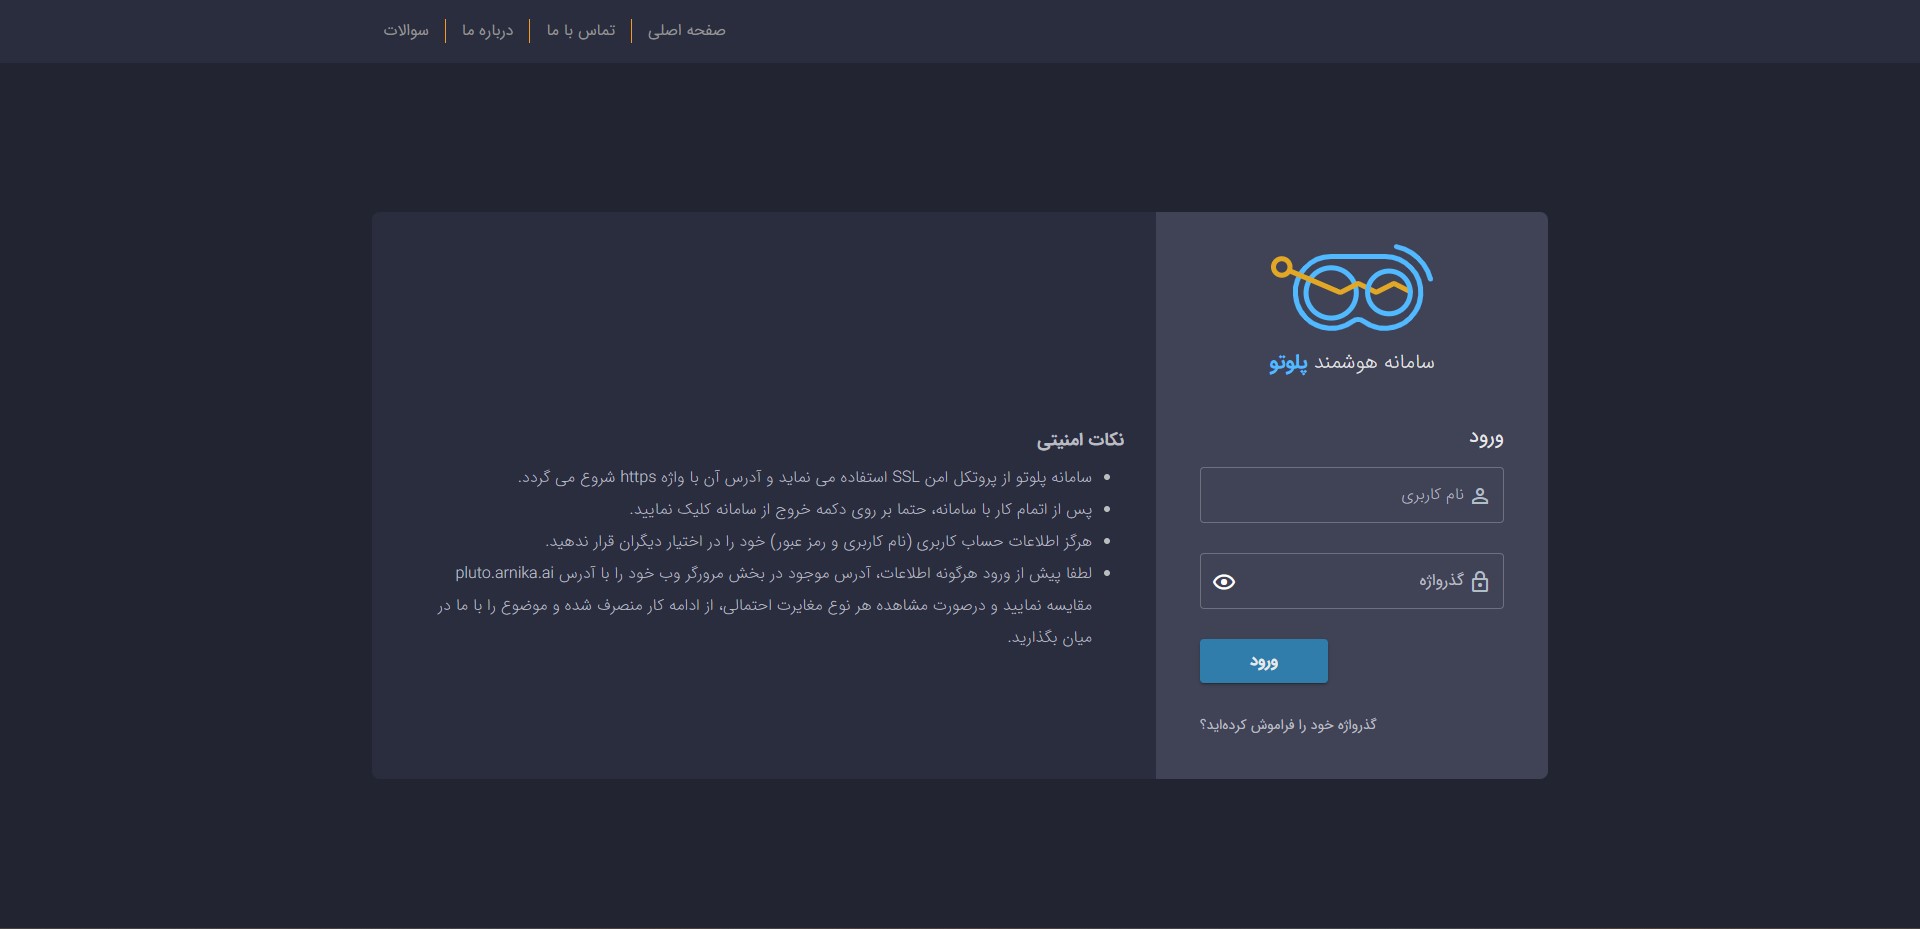 صفحه اصلی
تماس با ما
درباره ما
سوالات
سامانه هوشمند پلوتو
ورود
نام کاربری
گذرواژه
ورود
گذرواژه خود را فراموش کرده‌اید؟
نکات امنیتی
سامانه پلوتو از پروتکل امن SSL استفاده می نماید و آدرس آن با واژه https شروع می گردد.
پس از اتمام کار با سامانه، حتما بر روی دکمه خروج از سامانه کلیک نمایید.
هرگز اطلاعات حساب کاربری (نام کاربری و رمز عبور) خود را در اختیار دیگران قرار ندهید.
لطفا پیش از ورود هرگونه اطلاعات، آدرس موجود در بخش مرورگر وب خود را با آدرس pluto.arnika.ai
مقایسه نمایید و درصورت مشاهده هر نوع مغایرت احتمالی، از ادامه کار منصرف شده و موضوع را با ما در
میان بگذارید.